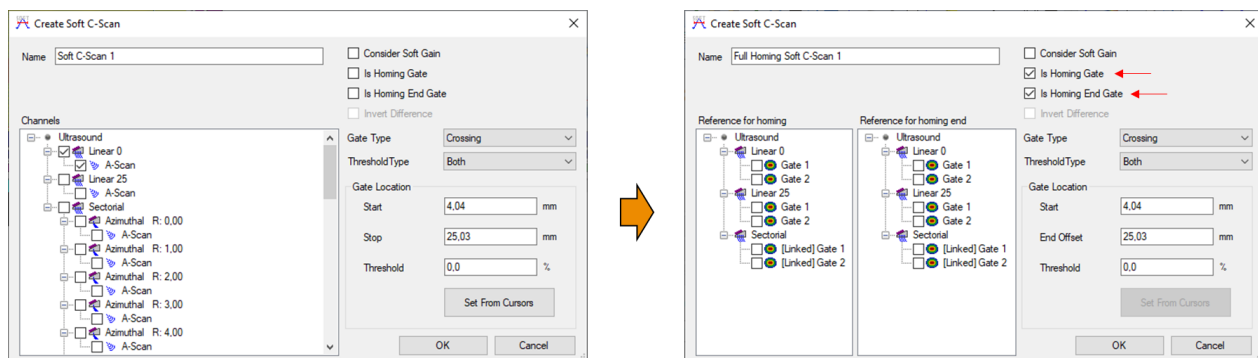 Create Soft C-Scan
Name Soft C-Scan 1
Consider Soft Gain
Is Homing Gate
Is Homing End Gate
Invert Difference
Channels
Ultrasound
Linear 0
A-Scan
Linear 25
A-Scan
Sectorial
Azimuthal R: 0,00
A-Scan
Azimuthal R: 1,00
A-Scan
Azimuthal R: 2,00
A-Scan
Azimuthal R: 3,00
A-Scan
Azimuthal R: 4,00
A-Scan
Gate Type Crossing
ThresholdType Both
Gate Location
Start 4,04 mm
Stop 25,03 mm
Threshold 0,0 %
Set From Cursors
OK Cancel
Create Soft C-Scan
Name Full Homing Soft C-Scan 1
Consider Soft Gain
Is Homing Gate
Is Homing End Gate
Invert Difference
Reference for homing
Ultrasound
Linear 0
Gate 1
Gate 2
Linear 25
Gate 1
Gate 2
Sectorial
[Linked] Gate 1
[Linked] Gate 2
Reference for homing end
Ultrasound
Linear 0
Gate 1
Gate 2
Linear 25
Gate 1
Gate 2
Sectorial
[Linked] Gate 1
[Linked] Gate 2
Gate Type Crossing
ThresholdType Both
Gate Location
Start 4,04 mm
End Offset 25,03 mm
Threshold 0,0 %
Set From Cursors
OK Cancel